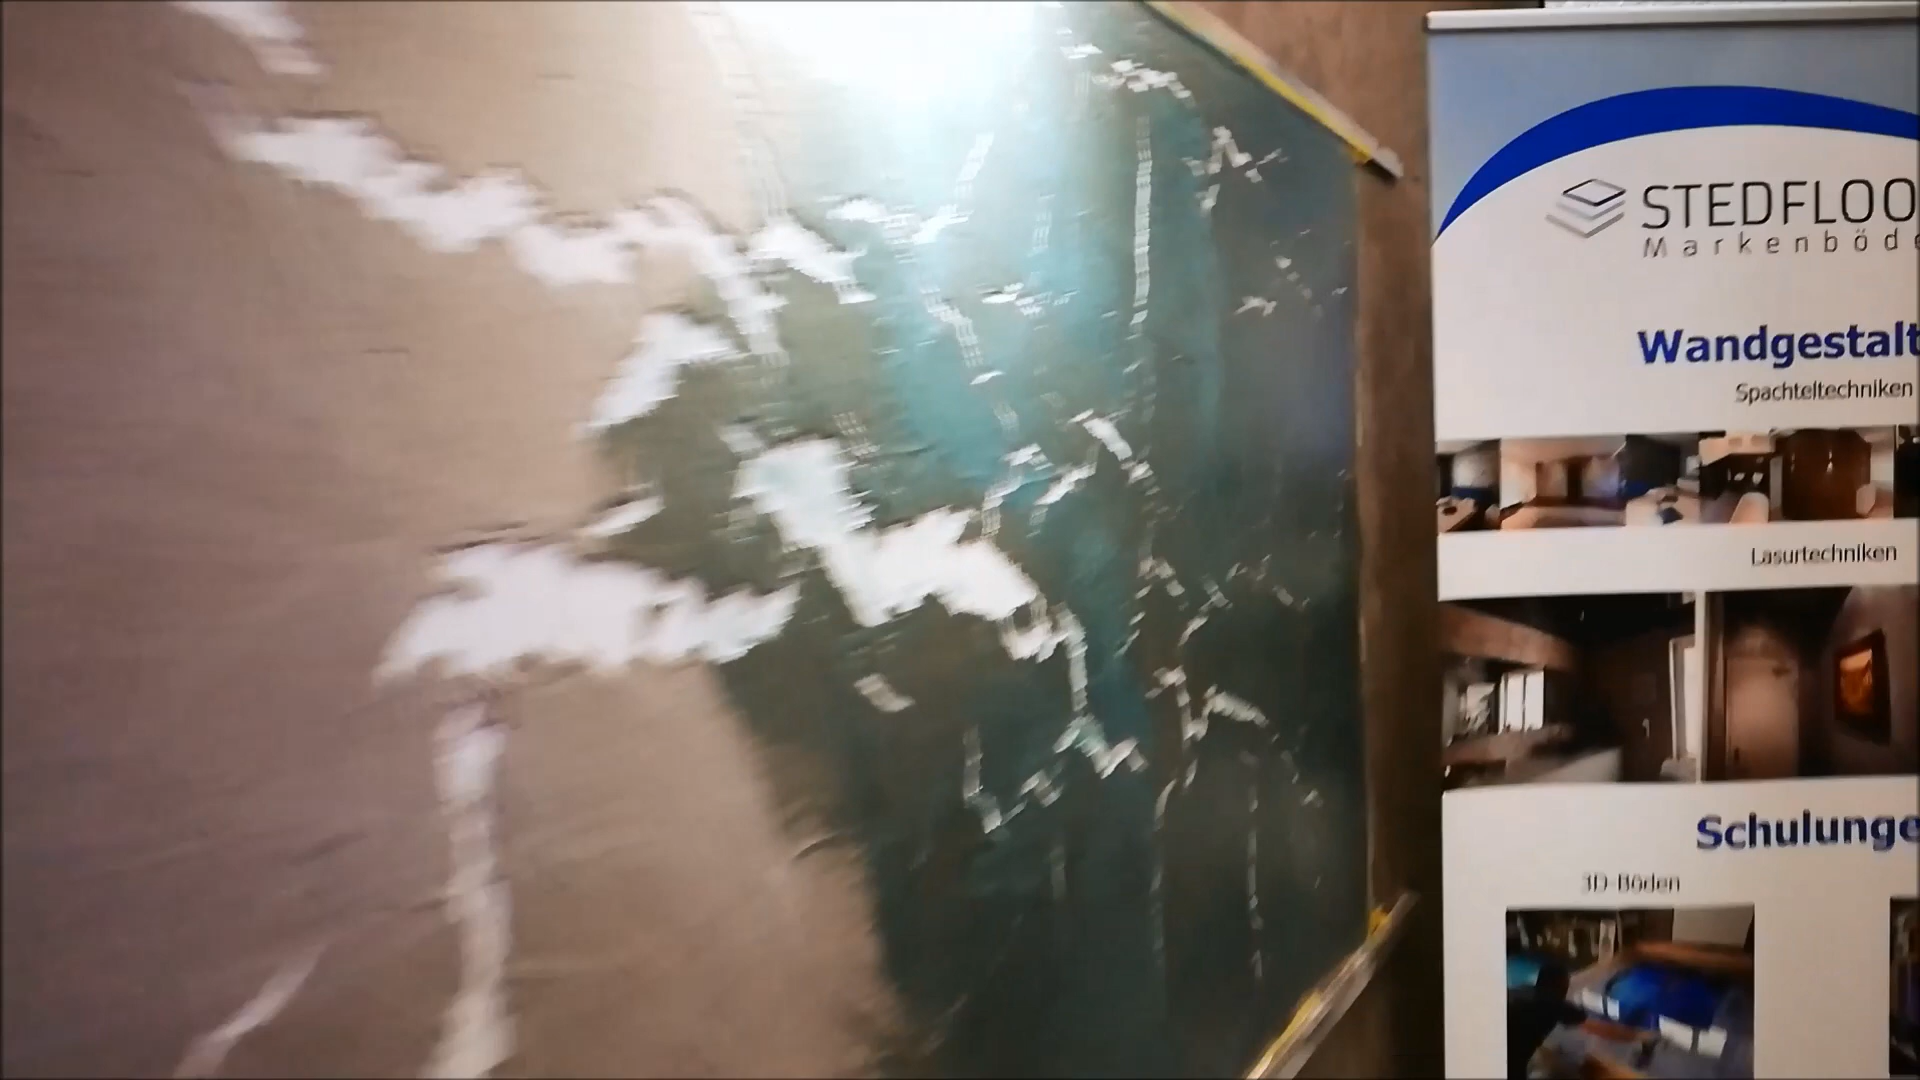 STEDFLOO
Markenböde
Wandgestalt
Spachteltechniken
Lasurtechniken
Schulunge
3D-Böden